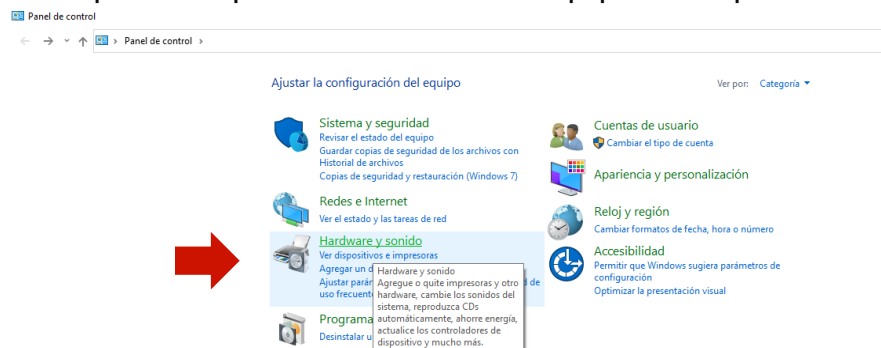 Panel de control
Panel de control
Ajustar la configuración del equipo
Ver por: Categoría
Sistema y seguridad
Revisar el estado del equipo
Guardar copias de seguridad de los archivos con
Historial de archivos
Copias de seguridad y restauración (Windows 7)
Redes e Internet
Ver el estado y las tareas de red
Hardware y sonido
Ver dispositivos e impresoras
Agregar un d
Ajustar parár
d de
uso frecuent
Hardware y sonido
Agregue o quite impresoras y otro
hardware, cambie los sonidos del
sistema, reproduzca CDs
automáticamente, ahorre energía,
actualice los controladores de
dispositivo y mucho más.
Programa
Desinstalar u
Cuentas de usuario
Cambiar el tipo de cuenta
Apariencia y personalización
Reloj y región
Cambiar formatos de fecha, hora o número
Accesibilidad
Permitir que Windows sugiera parámetros de
configuración
Optimizar la presentación visual